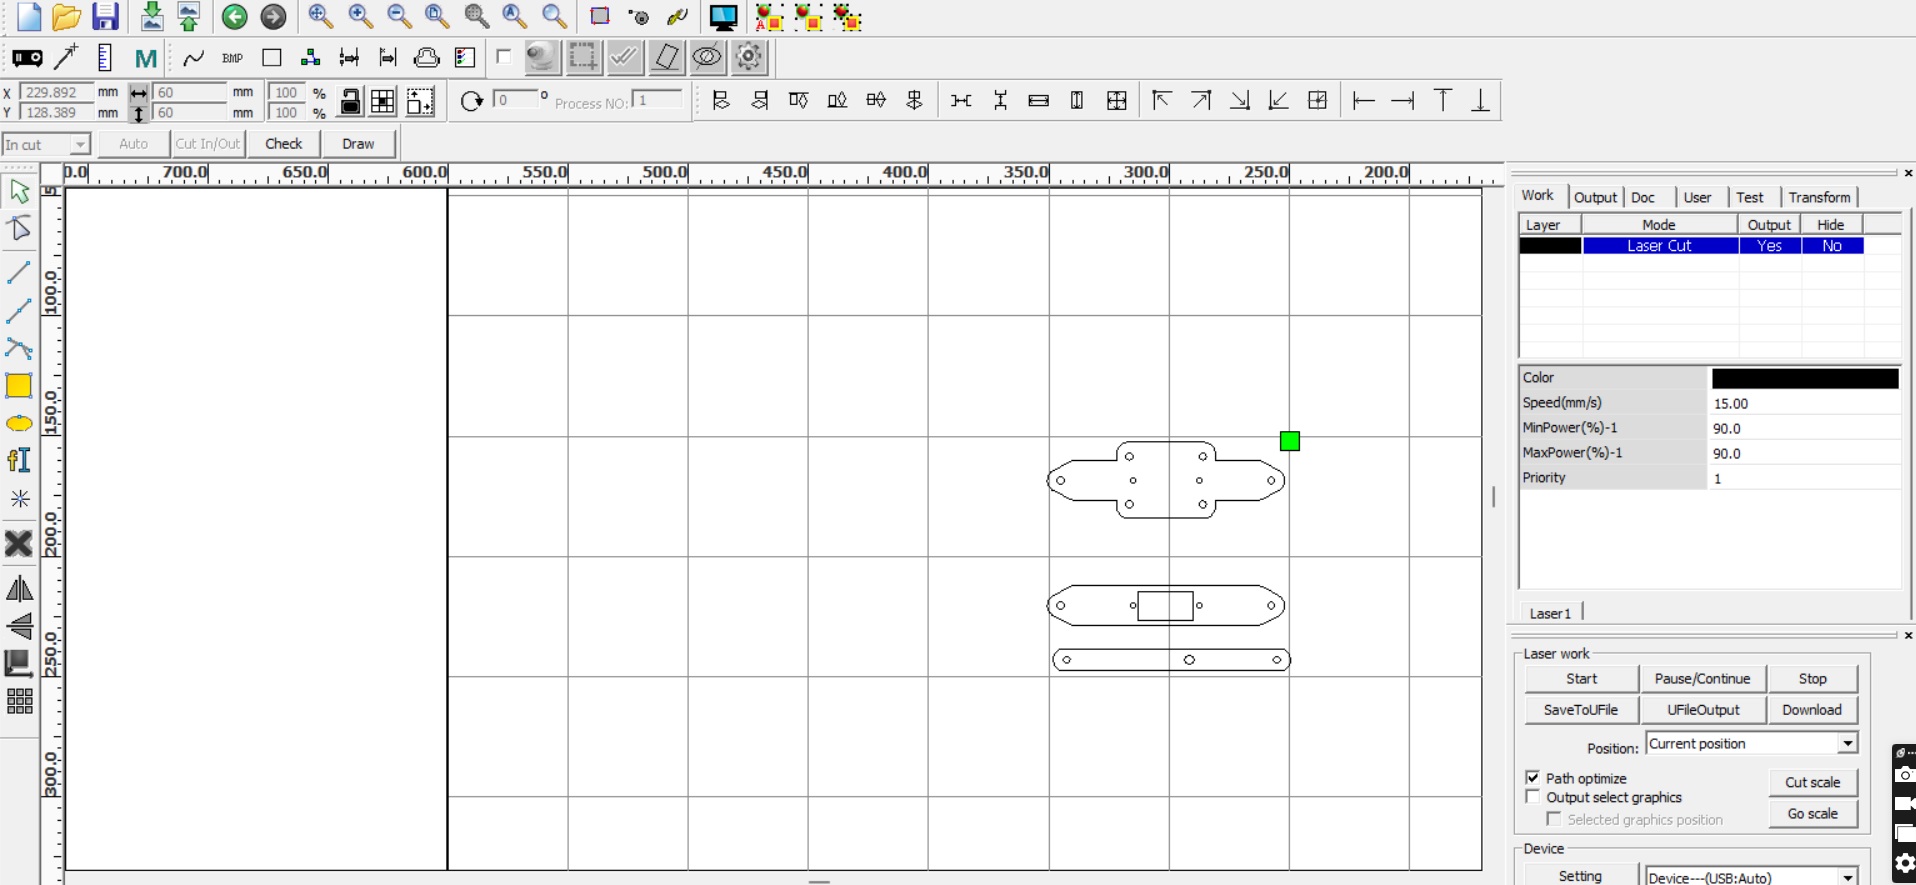 BMP
M
X 229.892 mm 60 mm 100 %
Y 128.389 mm 60 mm 100 %
0 ° Process NO: 1
In cut Auto Cut In/Out Check Draw
0.0 700.0 650.0 600.0 550.0 500.0 450.0 400.0 350.0 300.0 250.0 200.0
5
100.0
150.0
200.0
250.0
300.0
Work Output Doc User Test Transform
Layer Mode Output Hide
Laser Cut Yes No
Color
Speed(mm/s) 15.00
MinPower(%)-1 90.0
MaxPower(%)-1 90.0
Priority 1
Laser1
Laser work
Start Pause/Continue Stop
SaveToUFile UFileOutput Download
Position: Current position
Path optimize Cut scale
Output select graphics
Selected graphics position Go scale
Device
Setting Device---(USB:Auto)